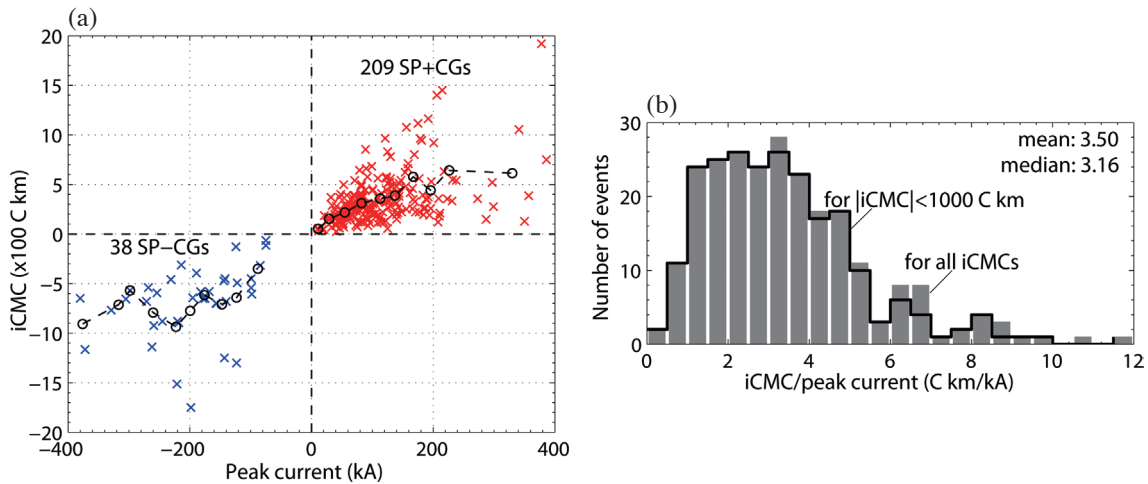 (a)
20
15
10
5
0
−5
−10
−15
−20
iCMC (x100 C km)
209 SP+CGs
38 SP−CGs
−400 −200 0 200 400
Peak current (kA)
(b)
30
20
10
0
Number of events
mean: 3.50
median: 3.16
for |iCMC|<1000 C km
for all iCMCs
0 2 4 6 8 10 12
iCMC/peak current (C km/kA)